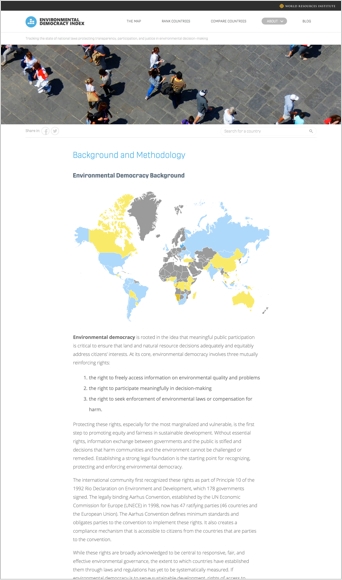 WORLD RESOURCES INSTITUTE
ENVIRONMENTAL
DEMOCRACY INDEX
THE MAP
RANK COUNTRIES
COMPARE COUNTRIES
ABOUT
BLOG
Share in
Search for a country
Background and Methodology
Environmental Democracy Background
Environmental democracy is rooted in the idea that meaningful public participation
is critical to ensure that land and natural resource decisions adequately and equitably
address citizens' interests. At its core, environmental democracy involves three mutually
reinforcing rights:
1. the right to freely access information on environmental quality and problems
2. the right to participate meaningfully in decision-making
3. the right to seek enforcement of environmental laws or compensation for
harm.
Protecting these rights, especially for the most marginalized and vulnerable, is the first
step to promoting equity and fairness in sustainable development. Without essential
rights, information exchange between governments and the public is stifled and
decisions that harm communities and the environment cannot be challenged or
remedied. Establishing a strong legal foundation is the starting point for recognizing,
protecting and enforcing environmental democracy.
The international community first recognized these rights as part of Principle 10 of the
1992 Rio Declaration on Environment and Development, which 178 governments
signed. The legally binding Aarhus Convention, established by the UN Economic
Commission for Europe (UNECE) in 1998, now has 47 ratifying parties (46 countries and
the European Union). The Aarhus Convention defines minimum standards and
obligates parties to the convention to implement these rights. It also creates a
compliance mechanism that is accessible to citizens from the countries that are parties
to the convention.
While these rights are broadly acknowledged to be central to responsive, fair, and
effective environmental governance, the extent to which countries have established
them through laws and regulations has yet to be systematically measured. If